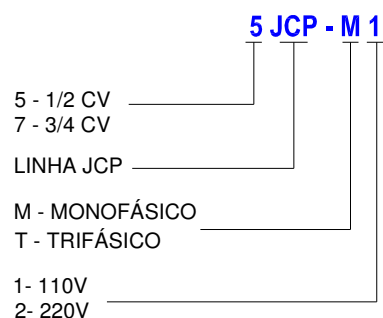 5 JCP - M 1
5 - 1/2 CV
7 - 3/4 CV
LINHA JCP
M - MONOFÁSICO
T - TRIFÁSICO
1- 110V
2- 220V